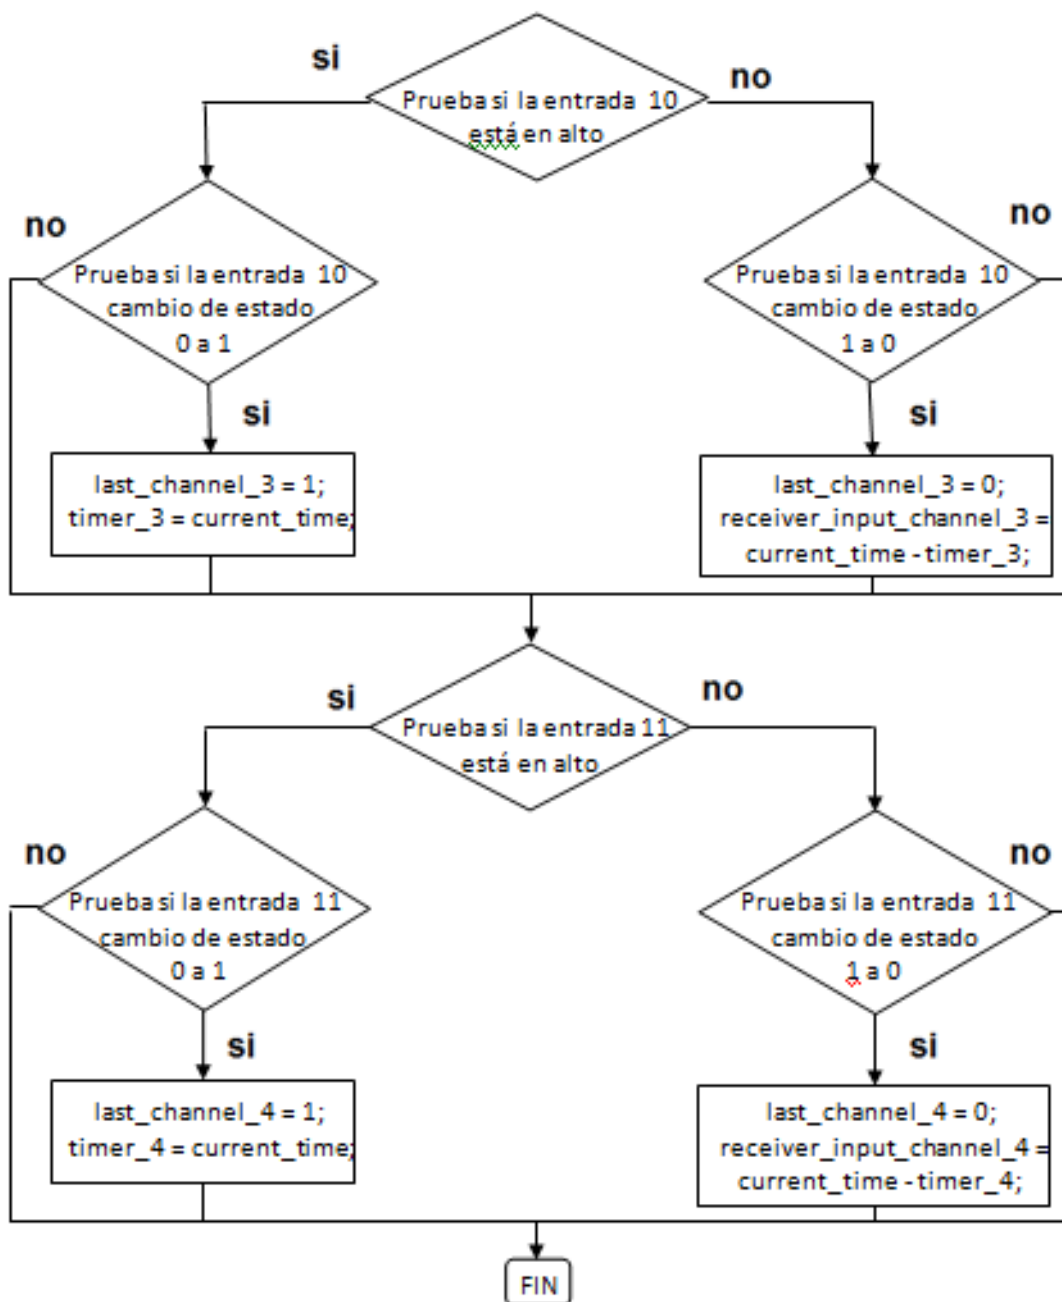 si
no
Prueba si la entrada 10
está en alto
no
no
Prueba si la entrada 10
cambio de estado
0 a 1
Prueba si la entrada 10
cambio de estado
1 a 0
si
si
last_channel_3 = 1;
timer_3 = current_time;
last_channel_3 = 0;
receiver_input_channel_3 =
current_time - timer_3;
si
no
Prueba si la entrada 11
está en alto
no
no
Prueba si la entrada 11
cambio de estado
0 a 1
Prueba si la entrada 11
cambio de estado
1 a 0
si
si
last_channel_4 = 1;
timer_4 = current_time;
last_channel_4 = 0;
receiver_input_channel_4 =
current_time - timer_4;
FIN